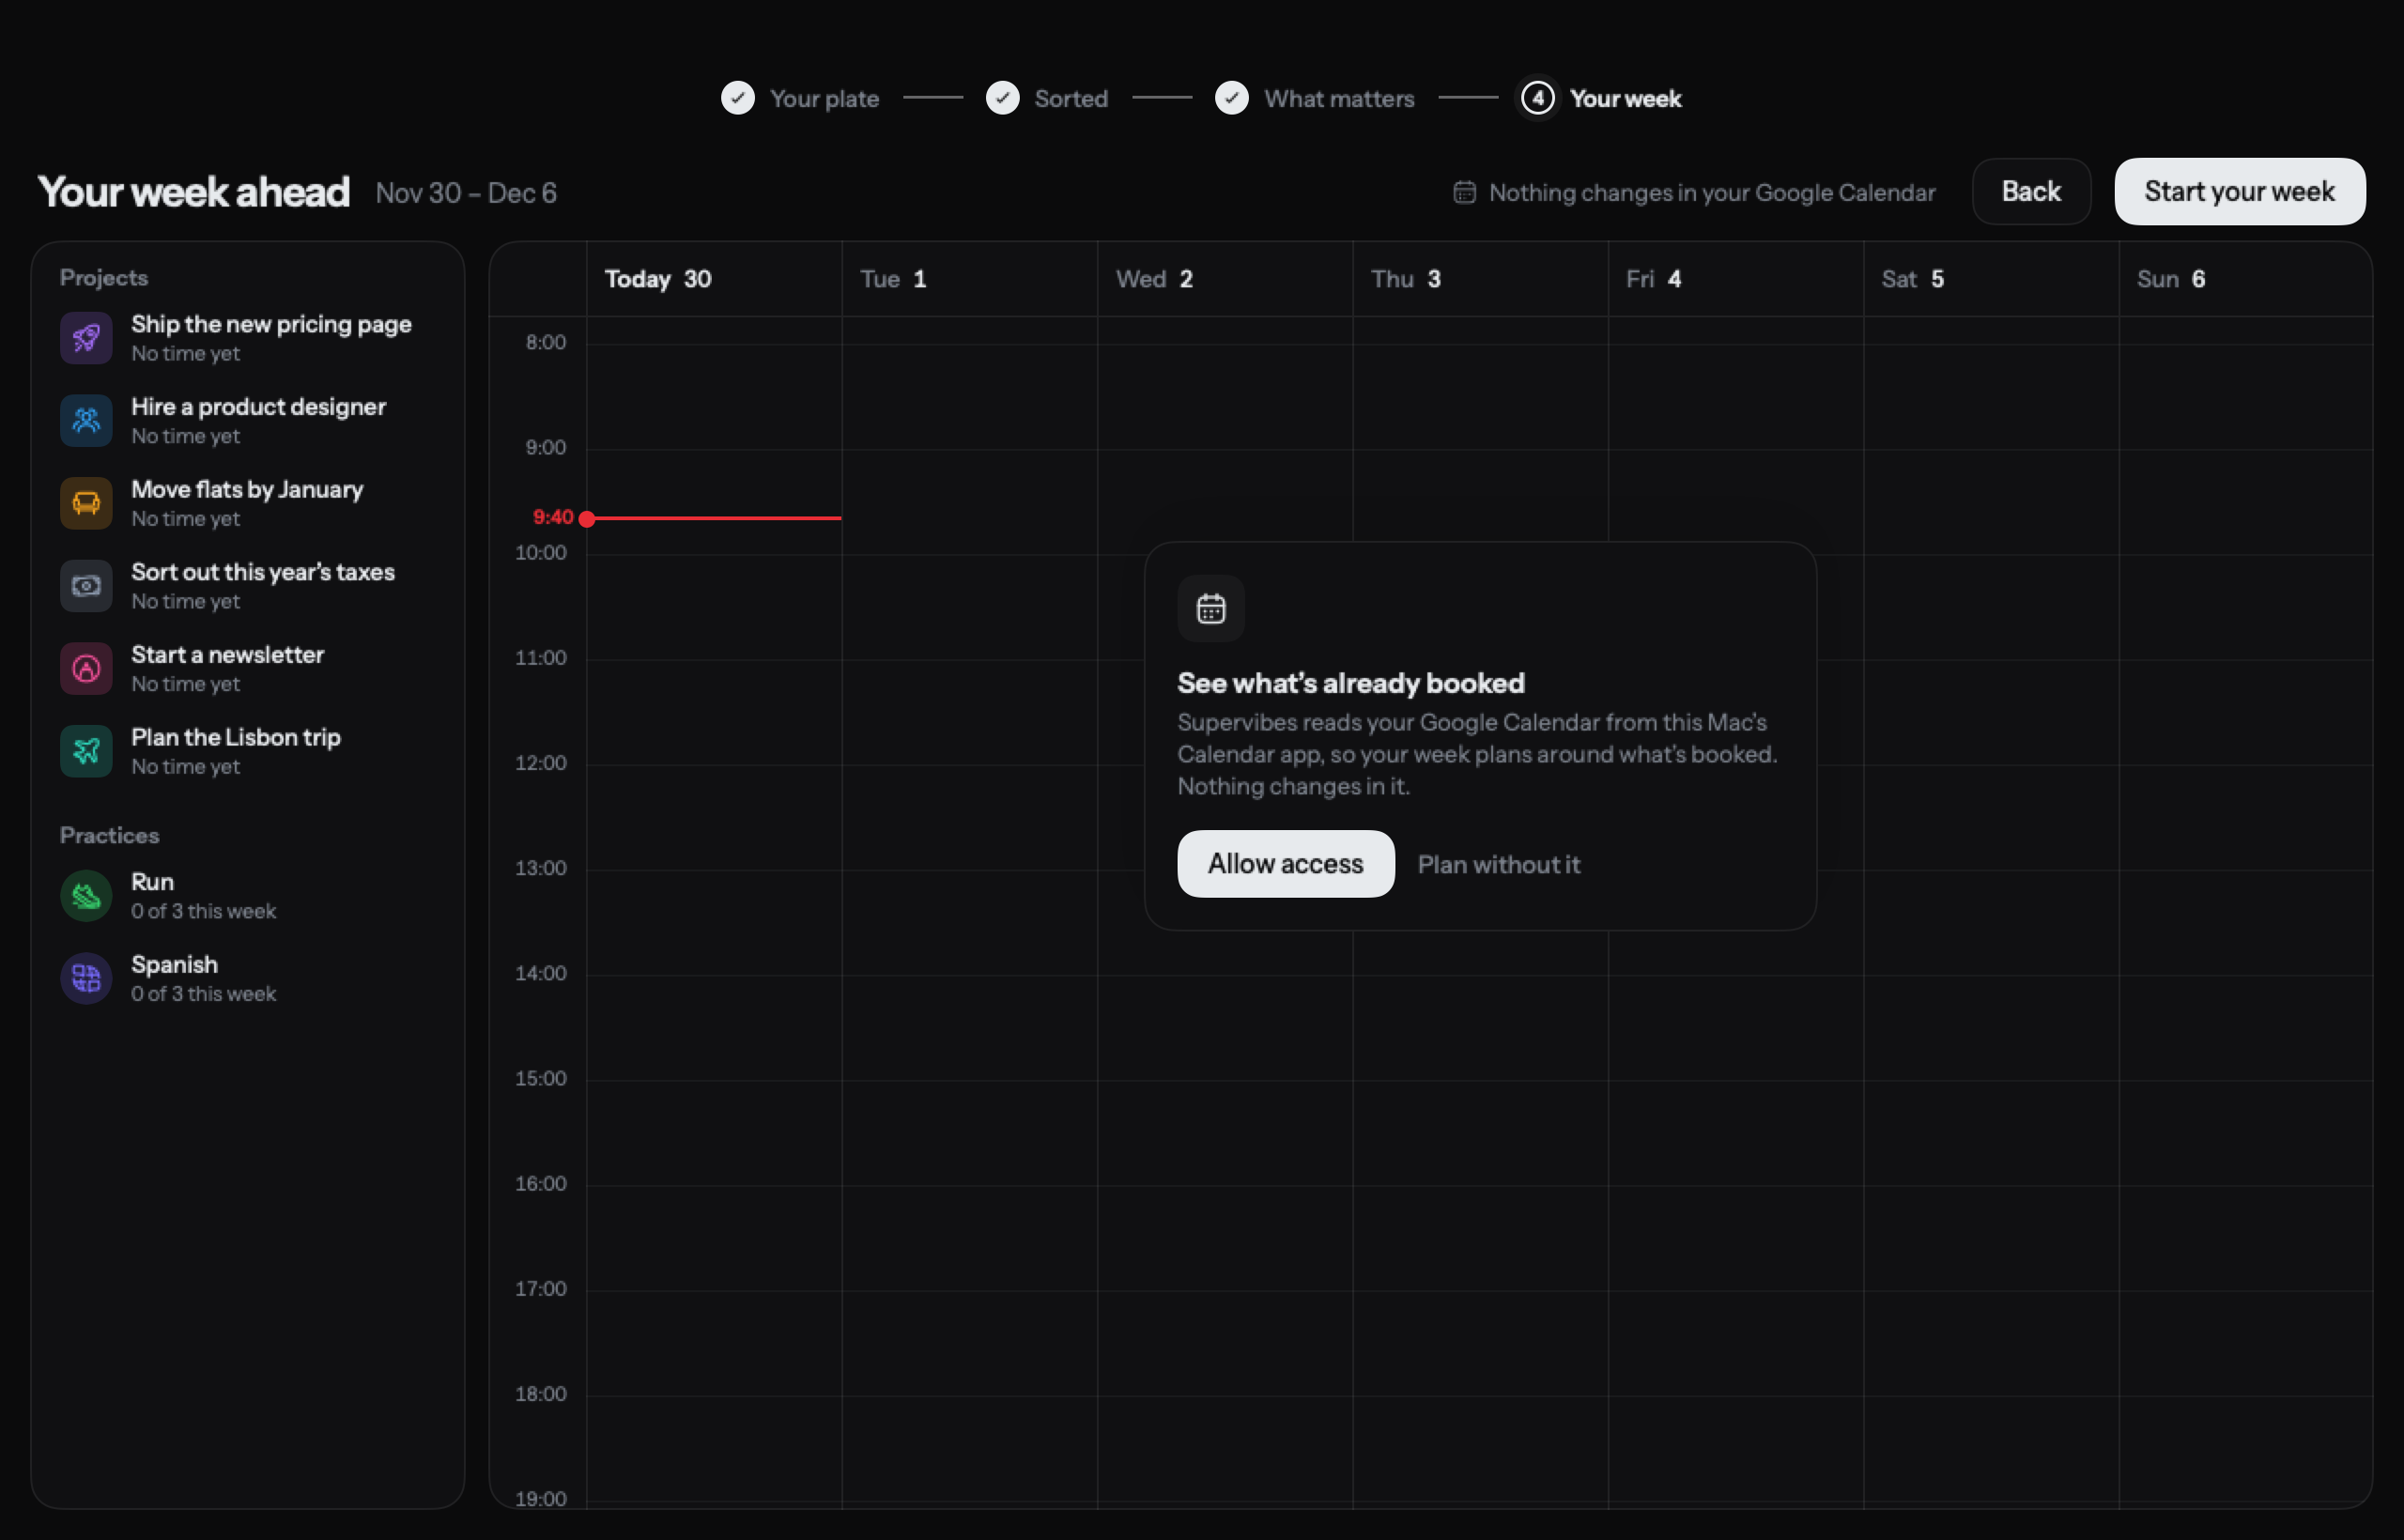 Your plate
Sorted
What matters
4 Your week
Your week ahead Nov 30 – Dec 6
Nothing changes in your Google Calendar
Back
Start your week
Projects
Ship the new pricing page
No time yet
Hire a product designer
No time yet
Move flats by January
No time yet
Sort out this year’s taxes
No time yet
Start a newsletter
No time yet
Plan the Lisbon trip
No time yet
Practices
Run
0 of 3 this week
Spanish
0 of 3 this week
Today 30
Tue 1
Wed 2
Thu 3
Fri 4
Sat 5
Sun 6
8:00
9:00
9:40
10:00
11:00
12:00
13:00
14:00
15:00
16:00
17:00
18:00
19:00
See what’s already booked
Supervibes reads your Google Calendar from this Mac’s
Calendar app, so your week plans around what’s booked.
Nothing changes in it.
Allow access
Plan without it